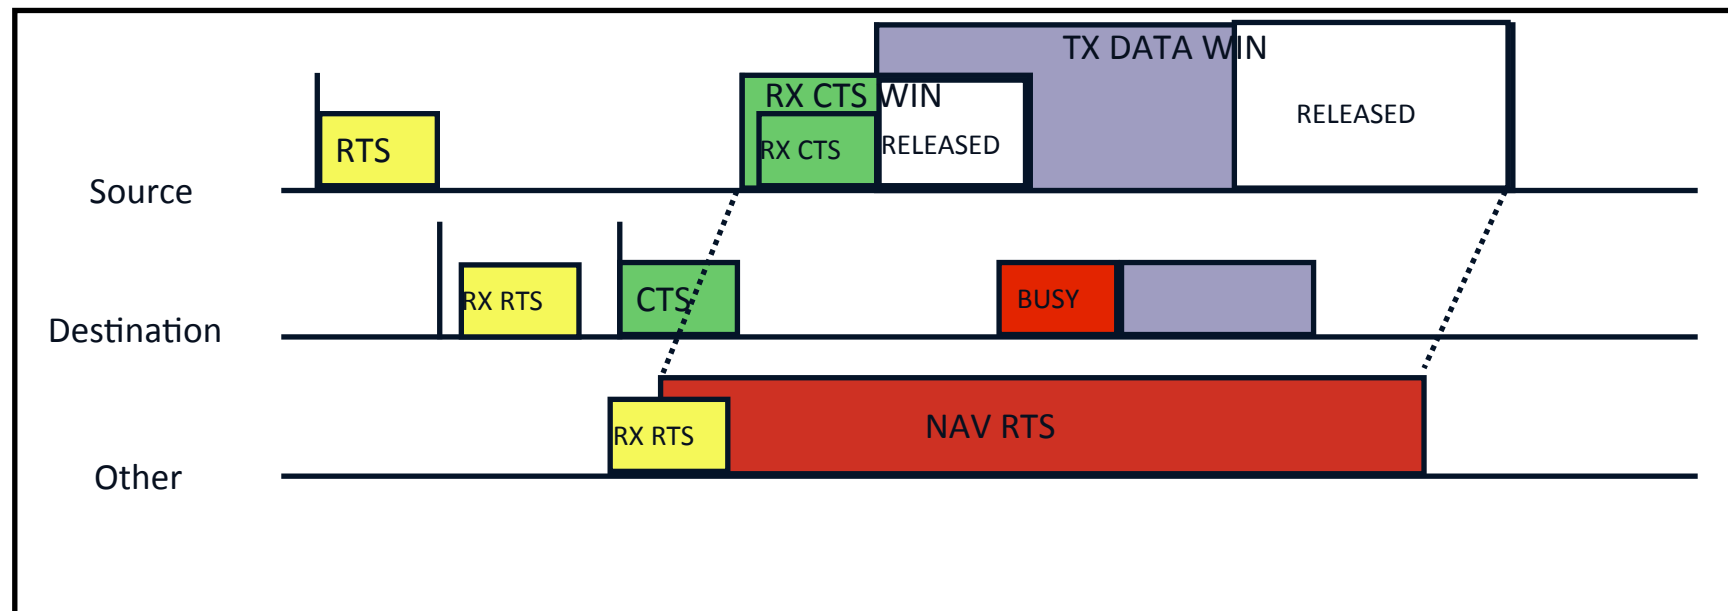 TX DATA WIN
RX CTS WIN
RELEASED
RTS
RX CTS
RELEASED
Source
RX RTS
CTS
BUSY
Destination
RX RTS
NAV RTS
Other